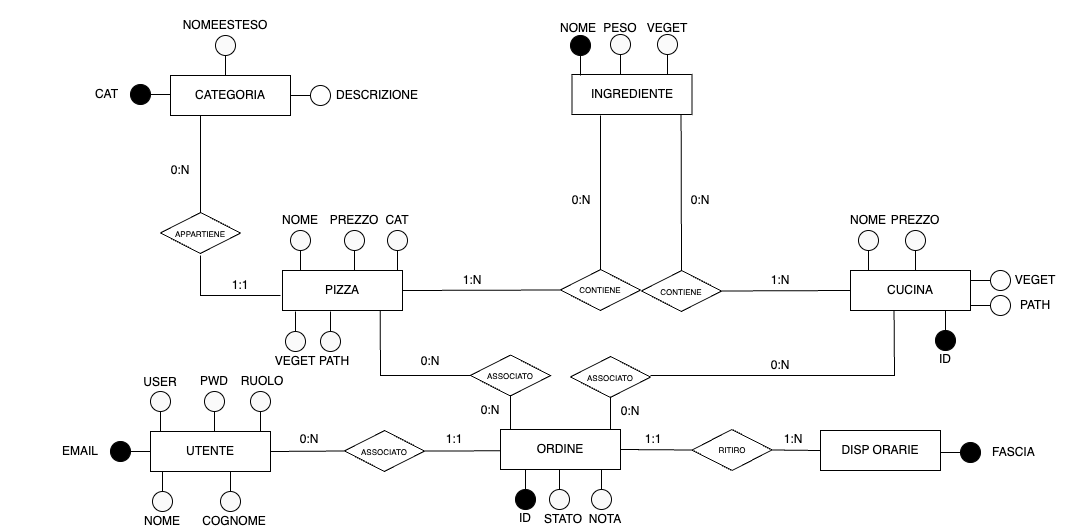 NOMEESTESO
NOME PESO VEGET
CAT
CATEGORIA
DESCRIZIONE
INGREDIENTE
0:N
0:N
0:N
APPARTIENE
NOME PREZZO CAT
NOME PREZZO
1:1
PIZZA
1:N
CONTIENE
CONTIENE
1:N
CUCINA
VEGET
PATH
VEGET PATH
0:N
0:N
ID
ASSOCIATO
ASSOCIATO
USER PWD RUOLO
0:N
0:N
EMAIL
UTENTE
0:N
ASSOCIATO
1:1
ORDINE
1:1
RITIRO
1:N
DISP ORARIE
FASCIA
NOME COGNOME
ID STATO NOTA